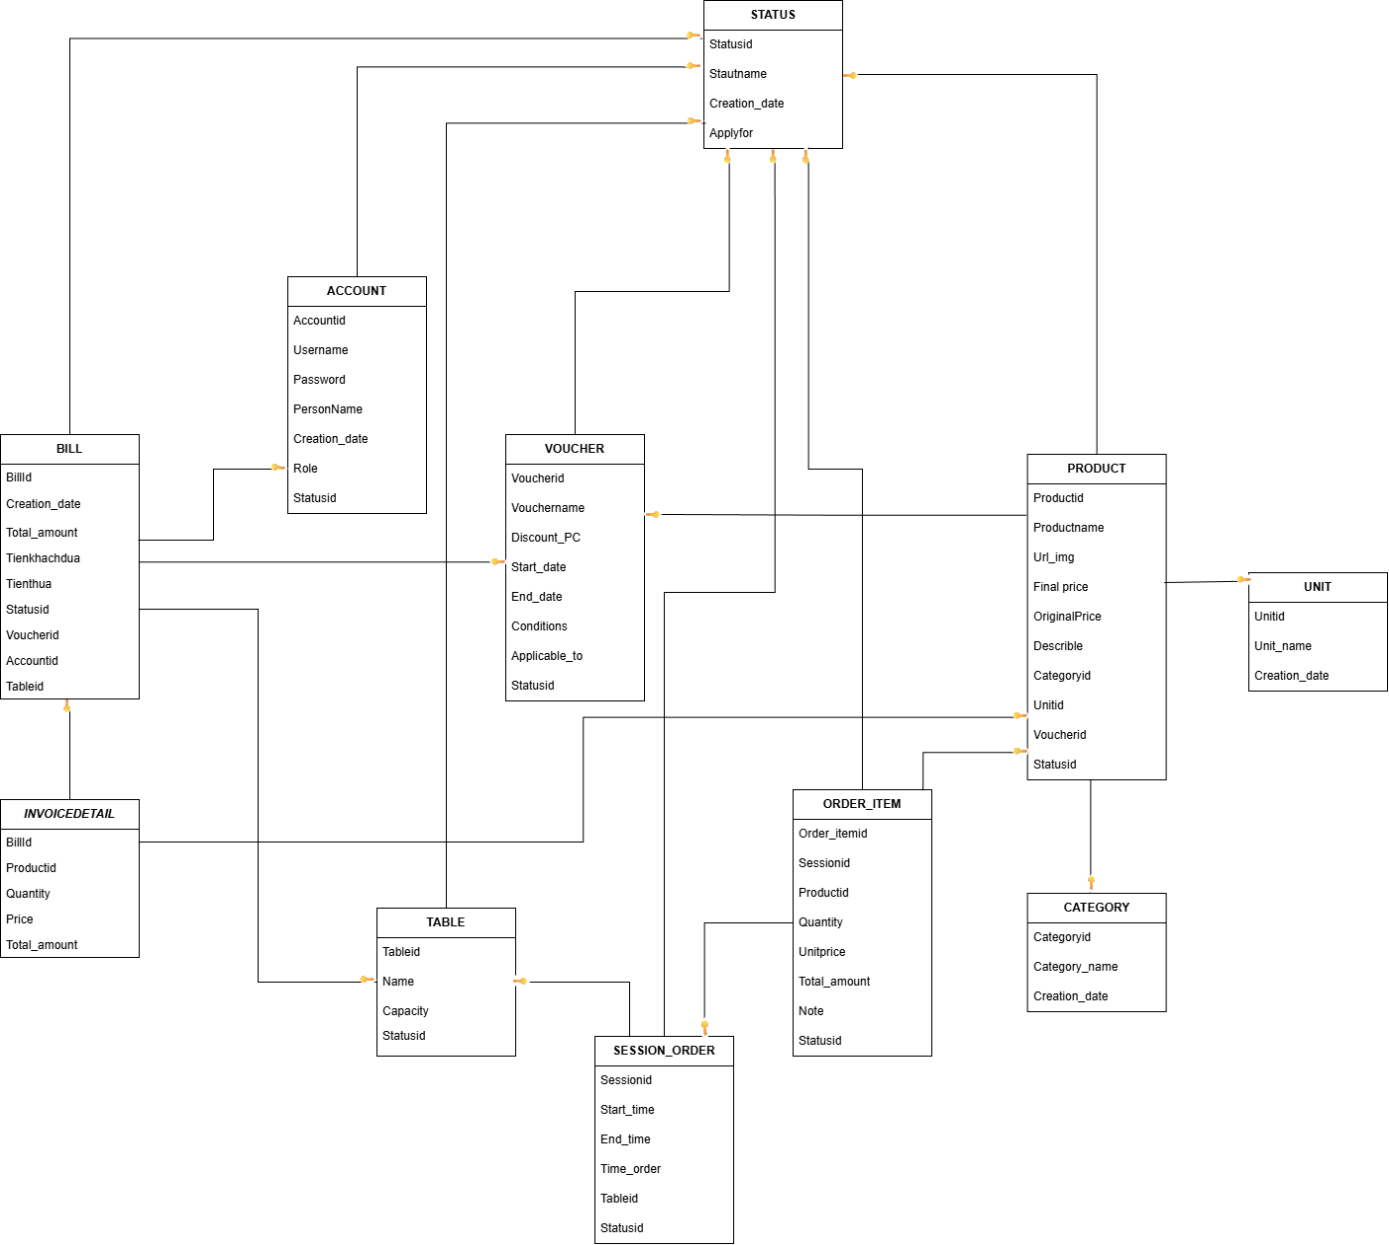 STATUS
Statusid
Stautname
Creation_date
Applyfor
ACCOUNT
Accountid
Username
Password
PersonName
Creation_date
Role
Statusid
BILL
BillId
Creation_date
Total_amount
Tienkhachdua
Tienthua
Statusid
Voucherid
Accountid
Tableid
VOUCHER
Voucherid
Vouchername
Discount_PC
Start_date
End_date
Conditions
Applicable_to
Statusid
PRODUCT
Productid
Productname
Url_img
Final price
OriginalPrice
Describle
Categoryid
Unitid
Voucherid
Statusid
UNIT
Unitid
Unit_name
Creation_date
INVOICEDETAIL
BillId
Productid
Quantity
Price
Total_amount
ORDER_ITEM
Order_itemid
Sessionid
Productid
Quantity
Unitprice
Total_amount
Note
Statusid
CATEGORY
Categoryid
Category_name
Creation_date
TABLE
Tableid
Name
Capacity
Statusid
SESSION_ORDER
Sessionid
Start_time
End_time
Time_order
Tableid
Statusid